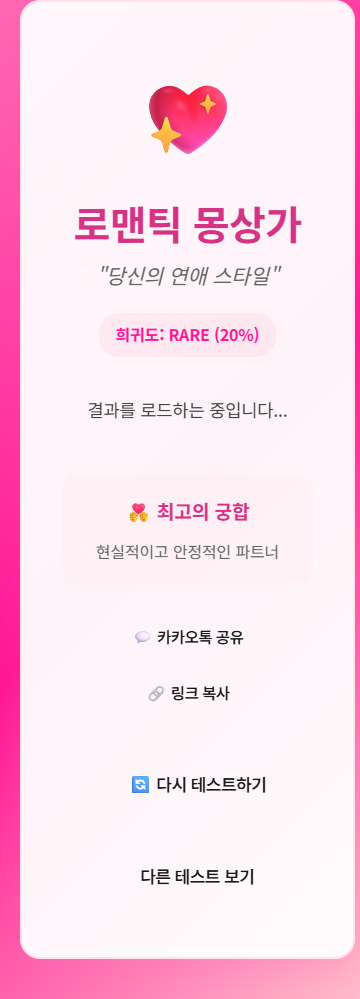 로맨틱 몽상가
"당신의 연애 스타일"
희귀도: RARE (20%)
결과를 로드하는 중입니다...
최고의 궁합
현실적이고 안정적인 파트너
카카오톡 공유
링크 복사
다시 테스트하기
다른 테스트 보기